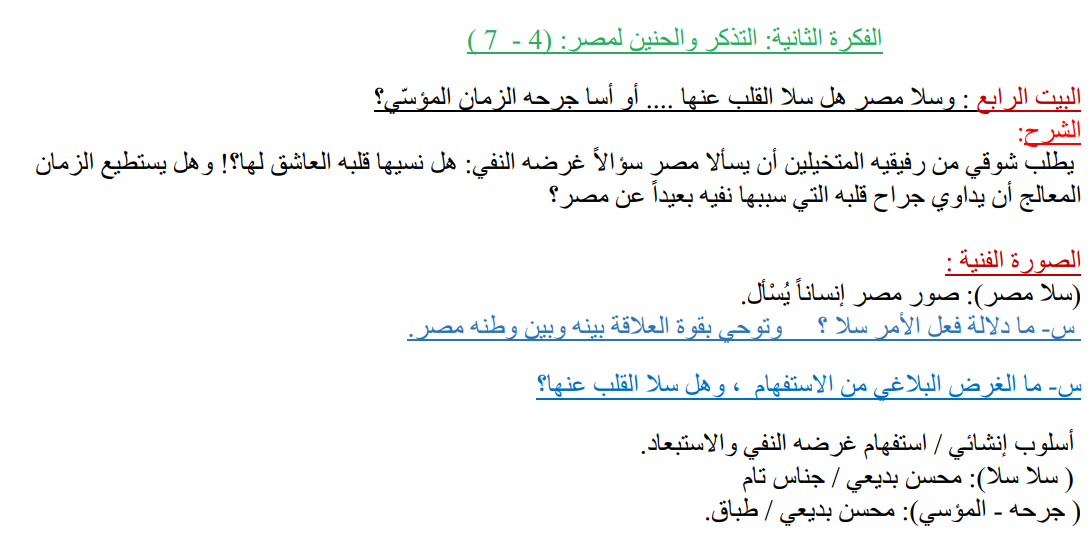 الفكرة الثانية: التذكر والحنين لمصر: (4 - 7 )
البيت الرابع : وسلا مصر هل سلا القلب عنها .... أو أسا جرحه الزمان المؤسّي؟
الشرح:
يطلب شوقي من رفيقيه المتخيلين أن يسألا مصر سؤالاً غرضه النفي: هل نسيها قلبه العاشق لها؟! وهل يستطيع الزمان
المعالج أن يداوي جراح قلبه التي سببها نفيه بعيداً عن مصر؟
الصورة الفنية :
(سلا مصر): صور مصر إنساناً يُسْأل.
س- ما دلالة فعل الأمر سلا ؟ وتوحي بقوة العلاقة بينه وبين وطنه مصر.
س- ما الغرض البلاغي من الاستفهام ، وهل سلا القلب عنها؟
أسلوب إنشائي / استفهام غرضه النفي والاستبعاد.
( سلا سلا): محسن بديعي / جناس تام
( جرحه - المؤسي): محسن بديعي / طباق.